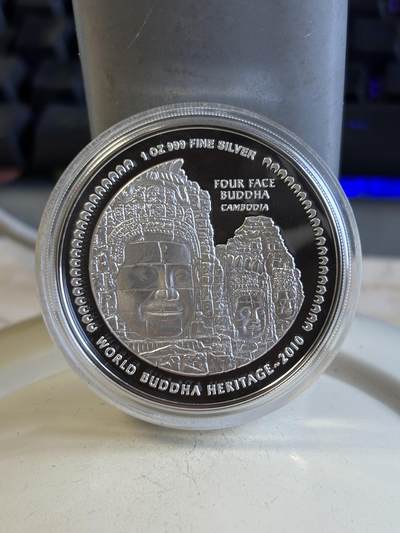 1 OZ 999 FINE SILVER
FOUR FACE
BUDDHA
CAMBODIA
WORLD BUDDHA HERITAGE-2010